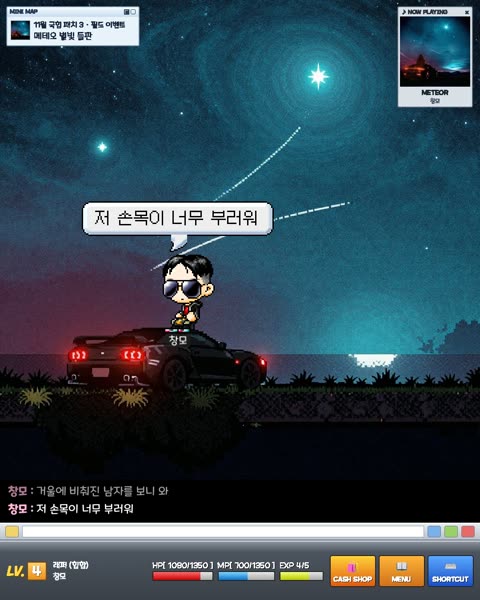 MINI MAP
11월 국힙 패치 3 · 필드 이벤트
메테오 별빛 들판
♪ NOW PLAYING
METEOR
창모
저 손목이 너무 부러워
창모
창모 : 거울에 비춰진 남자를 보니 와
창모 : 저 손목이 너무 부러워
LV. 4
래퍼 (힙합)
창모
HP[ 1080/1350 ] MP[ 700/1350 ] EXP 4/5
CASH SHOP
MENU
SHORTCUT